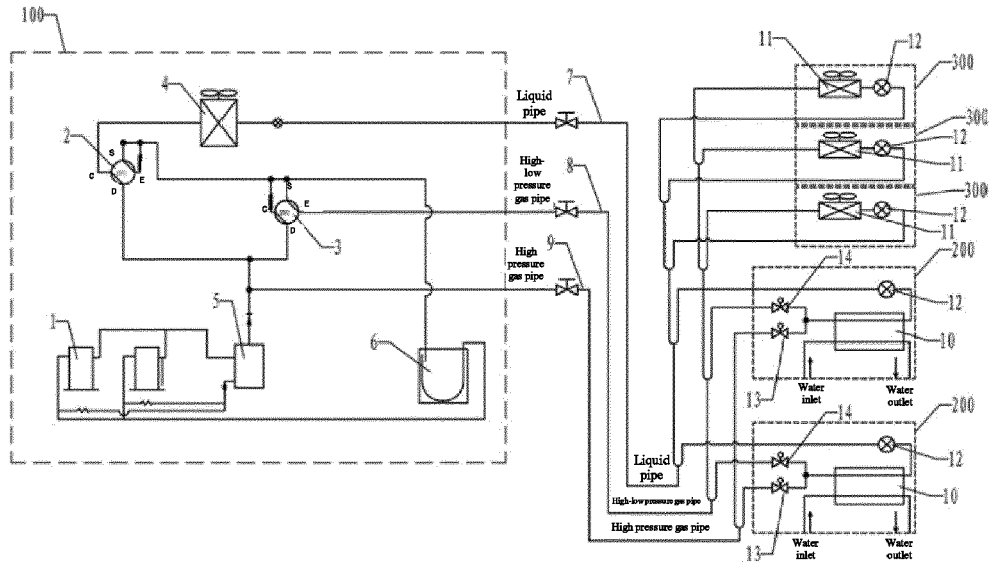 100
4
2
S
C
E
D
S
C
E
D
3
5
1
6
Liquid
pipe
7
High-
low
pressure
gas pipe
8
High
pressure
gas pipe
9
11
12
300
300
12
11
300
12
11
200
14
12
10
13
Water
inlet
Water
outlet
200
14
12
10
13
Water
inlet
Water
outlet
Liquid
pipe
High-low pressure gas pipe
High pressure gas pipe